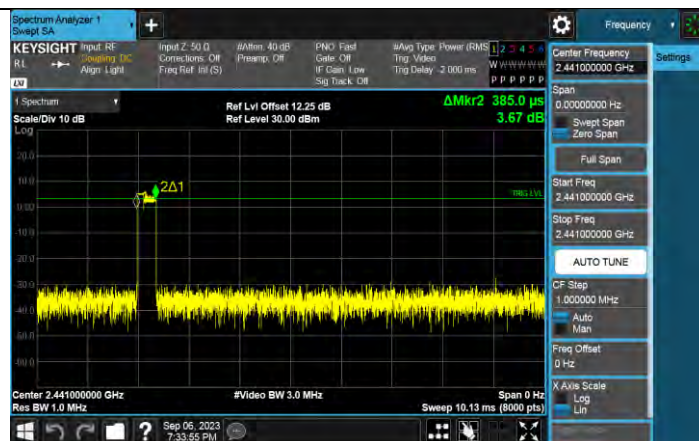 Spectrum Analyzer 1
Swept SA
Frequency
KEYSIGHT
RL
Input: RF
Coupling: DC
Align: Light
Input Z: 50 Ω
Corrections: Off
Freq Ref: Int (S)
#Atten: 40 dB
Preamp: Off
PNO: Fast
Gate: Off
IF Gain: Low
Sig Track: Off
#Avg Type: Power (RMS
Trig: Video
Trig Delay: -2.000 ms
1 2 3 4 5 6
W W W W W W
P P P P P P
LXI
1 Spectrum
Scale/Div 10 dB
Log
Ref Lvl Offset 12.25 dB
Ref Level 30.00 dBm
ΔMkr2 385.0 µs
3.67 dB
20.0
10.0
0.00
-10.0
-20.0
-30.0
-40.0
-50.0
-60.0
2Δ1
TRIG LVL
Center 2.441000000 GHz
Res BW 1.0 MHz
#Video BW 3.0 MHz
Span 0 Hz
Sweep 10.13 ms (8000 pts)
Center Frequency
2.441000000 GHz
Settings
Span
0.00000000 Hz
Swept Span
Zero Span
Full Span
Start Freq
2.441000000 GHz
Stop Freq
2.441000000 GHz
AUTO TUNE
CF Step
1.000000 MHz
Auto
Man
Freq Offset
0 Hz
X Axis Scale
Log
Lin
Sep 06, 2023
7:33:55 PM